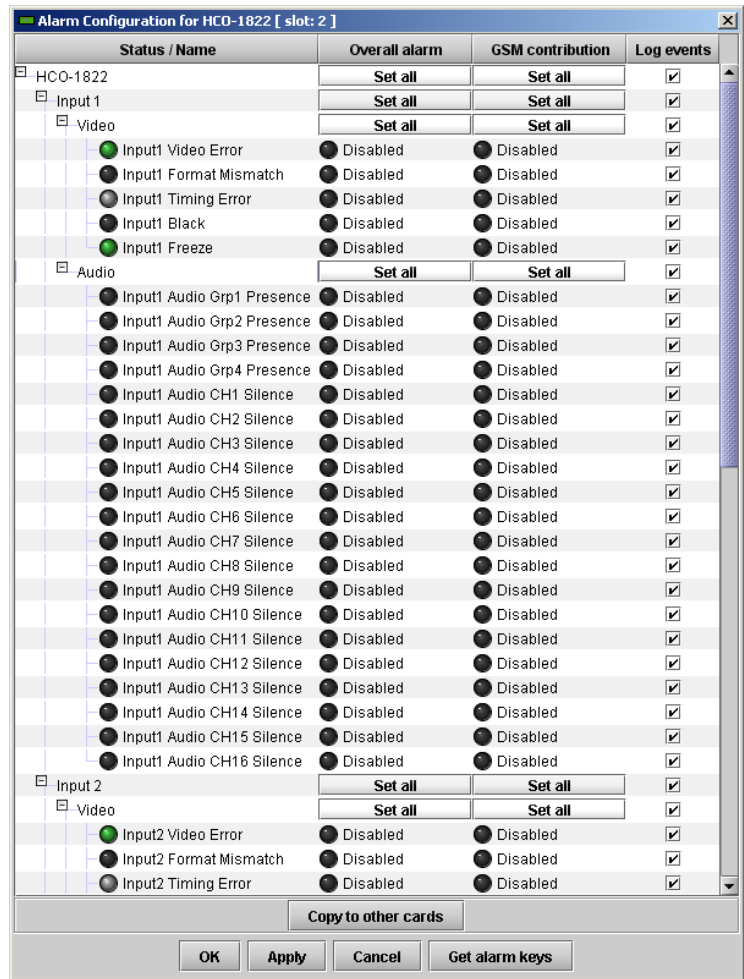 Alarm Configuration for HCO-1822 [ slot: 2 ]
Status / Name Overall alarm GSM contribution Log events
HCO-1822 Set all Set all
Input 1 Set all Set all
Video Set all Set all
Input1 Video Error Disabled Disabled
Input1 Format Mismatch Disabled Disabled
Input1 Timing Error Disabled Disabled
Input1 Black Disabled Disabled
Input1 Freeze Disabled Disabled
Audio Set all Set all
Input1 Audio Grp1 Presence Disabled Disabled
Input1 Audio Grp2 Presence Disabled Disabled
Input1 Audio Grp3 Presence Disabled Disabled
Input1 Audio Grp4 Presence Disabled Disabled
Input1 Audio CH1 Silence Disabled Disabled
Input1 Audio CH2 Silence Disabled Disabled
Input1 Audio CH3 Silence Disabled Disabled
Input1 Audio CH4 Silence Disabled Disabled
Input1 Audio CH5 Silence Disabled Disabled
Input1 Audio CH6 Silence Disabled Disabled
Input1 Audio CH7 Silence Disabled Disabled
Input1 Audio CH8 Silence Disabled Disabled
Input1 Audio CH9 Silence Disabled Disabled
Input1 Audio CH10 Silence Disabled Disabled
Input1 Audio CH11 Silence Disabled Disabled
Input1 Audio CH12 Silence Disabled Disabled
Input1 Audio CH13 Silence Disabled Disabled
Input1 Audio CH14 Silence Disabled Disabled
Input1 Audio CH15 Silence Disabled Disabled
Input1 Audio CH16 Silence Disabled Disabled
Input 2 Set all Set all
Video Set all Set all
Input2 Video Error Disabled Disabled
Input2 Format Mismatch Disabled Disabled
Input2 Timing Error Disabled Disabled
Copy to other cards
OK Apply Cancel Get alarm keys